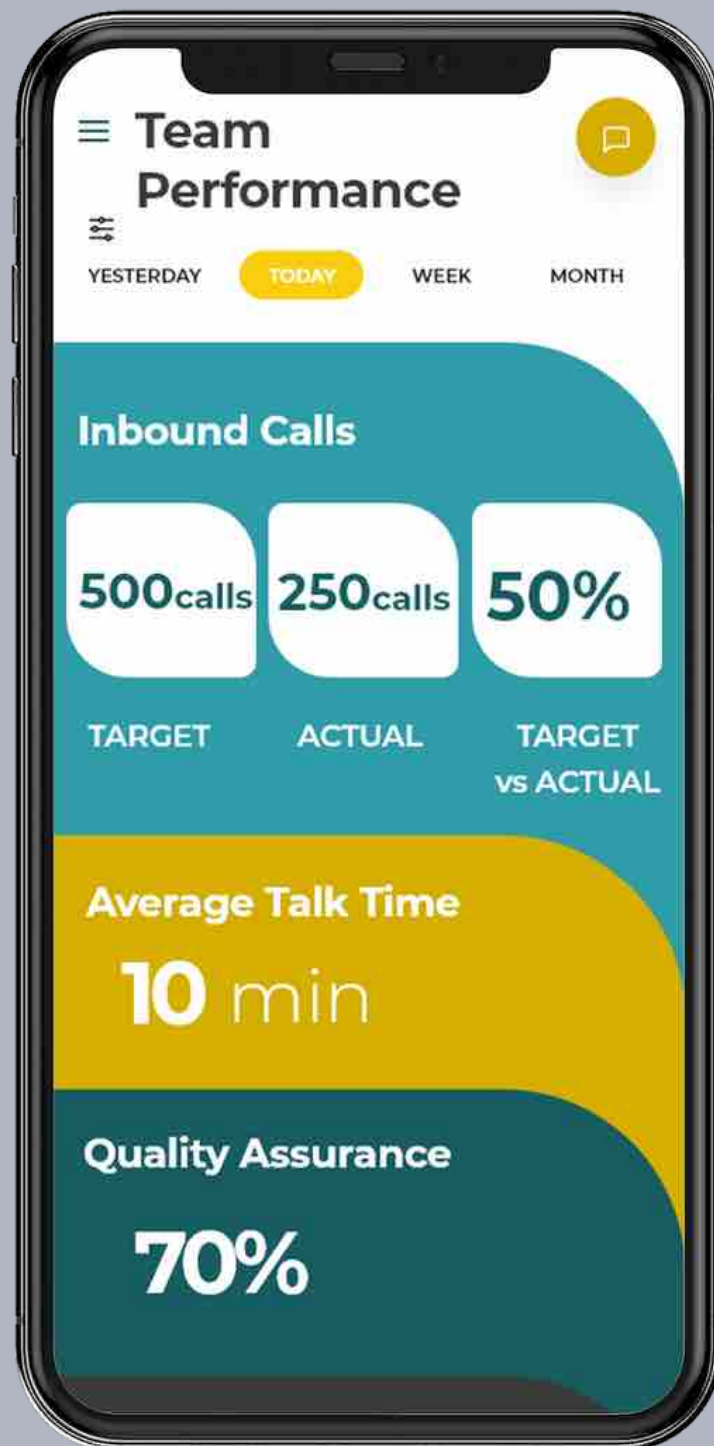 Team
Performance
YESTERDAY TODAY WEEK MONTH
Inbound Calls
500calls 250calls 50%
TARGET ACTUAL TARGET
vs ACTUAL
Average Talk Time
10 min
Quality Assurance
70%